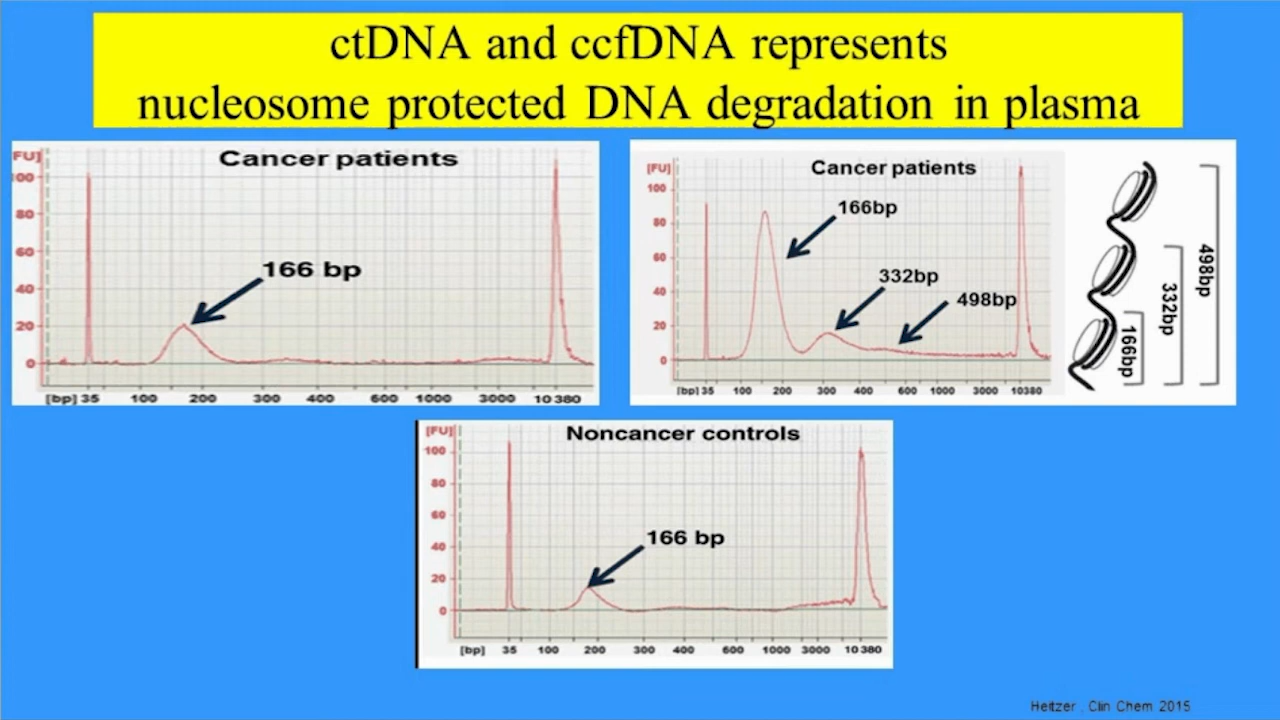 ctDNA and ccfDNA represents
nucleosome protected DNA degradation in plasma
Cancer patients
[FU]
100
80
60
40
20
0
166 bp
[bp] 35 100 200 300 400 600 1000 3000 10380
Cancer patients
[FU]
100
80
60
40
20
0
166bp
332bp
498bp
[bp] 35 100 200 300 400 600 1000 3000 10380
166bp
332bp
498bp
Noncancer controls
[FU]
100
80
60
40
20
0
166 bp
[bp] 35 100 200 300 400 600 1000 3000 10380
Heitzer , Clin Chem 2015